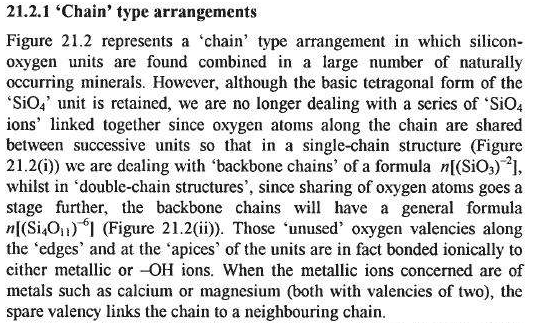 21.2.1 ‘Chain’ type arrangements
Figure 21.2 represents a ‘chain’ type arrangement in which silicon-
oxygen units are found combined in a large number of naturally
occurring minerals. However, although the basic tetragonal form of the
‘SiO₄’ unit is retained, we are no longer dealing with a series of ‘SiO₄
ions’ linked together since oxygen atoms along the chain are shared
between successive units so that in a single-chain structure (Figure
21.2(i)) we are dealing with ‘backbone chains’ of a formula n[(SiO₃)⁻²],
whilst in ‘double-chain structures’, since sharing of oxygen atoms goes a
stage further, the backbone chains will have a general formula
n[(Si₄O₁₁)⁻⁶] (Figure 21.2(ii)). Those ‘unused’ oxygen valencies along
the ‘edges’ and at the ‘apices’ of the units are in fact bonded ionically to
either metallic or –OH ions. When the metallic ions concerned are of
metals such as calcium or magnesium (both with valencies of two), the
spare valency links the chain to a neighbouring chain.